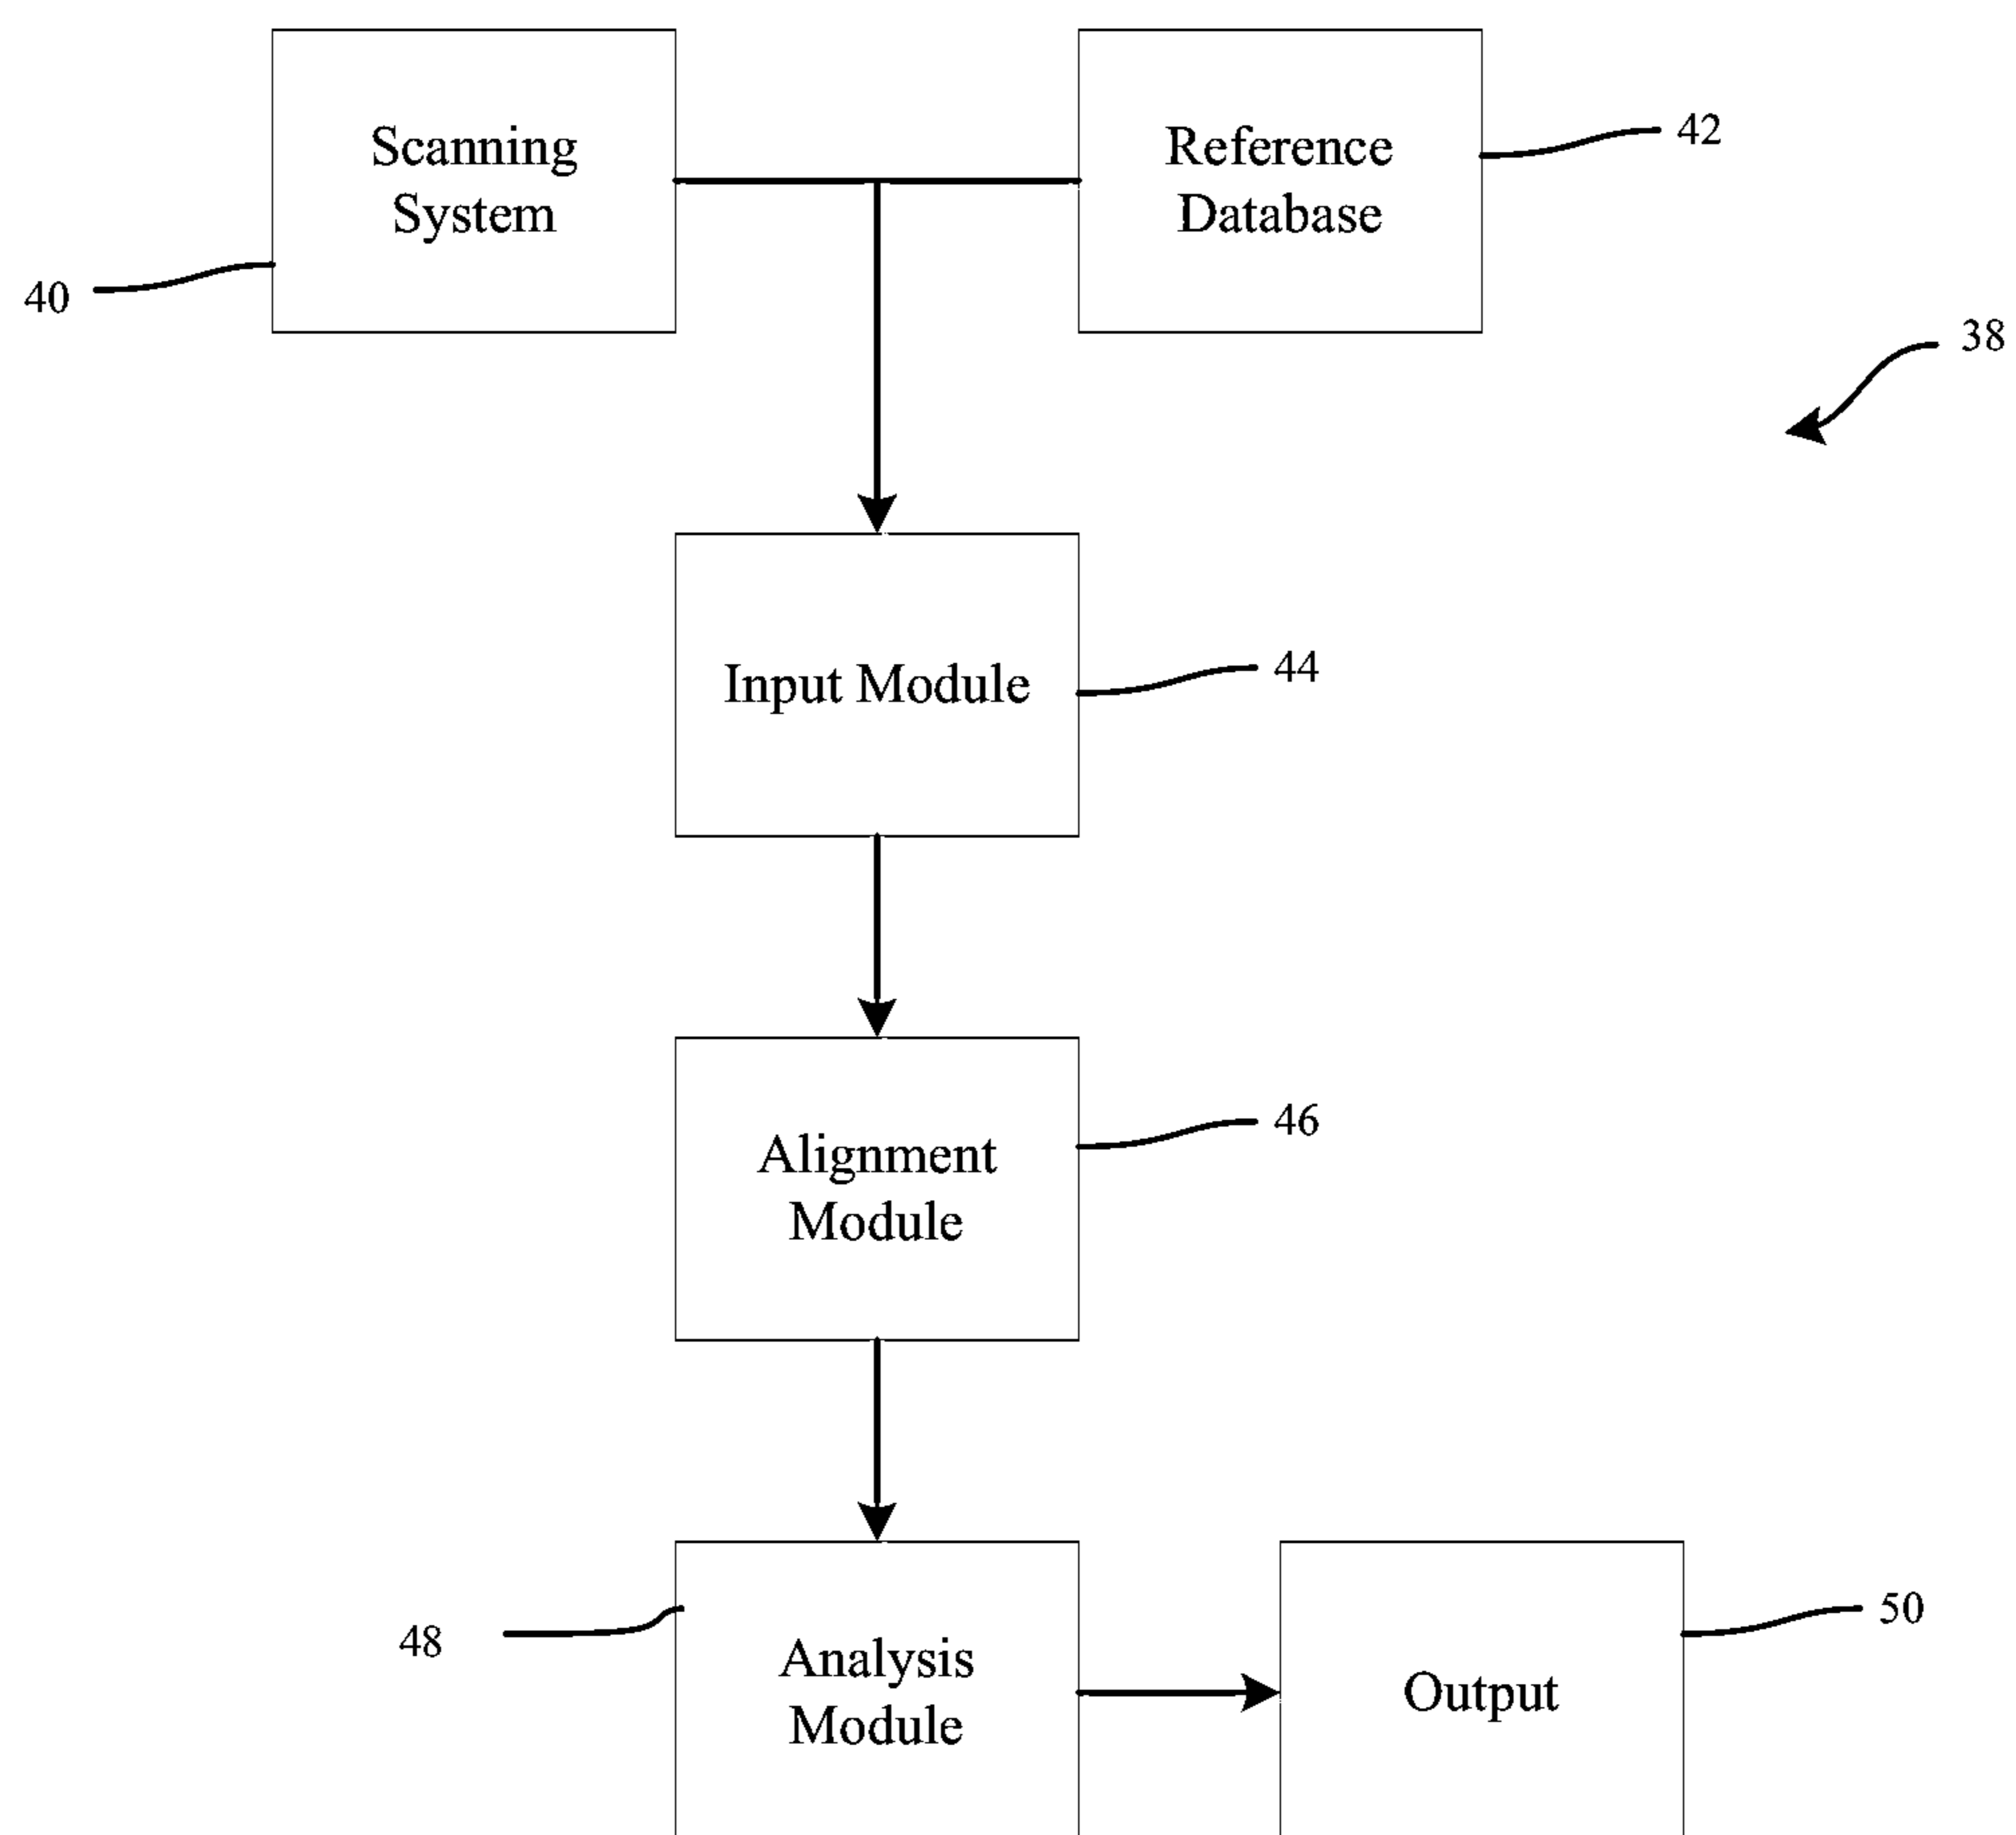 Scanning
System
Reference
Database
42
40
38
Input Module
44
Alignment
Module
46
48
Analysis
Module
Output
50